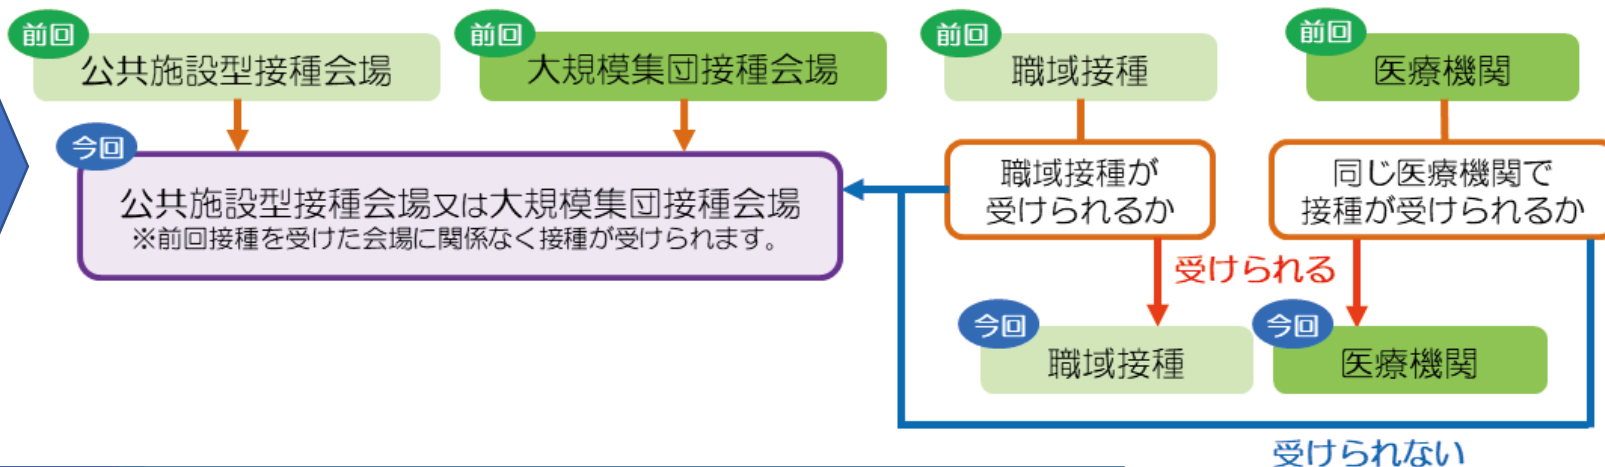 前回
公共施設型接種会場
前回
大規模集団接種会場
前回
職域接種
前回
医療機関
今回
公共施設型接種会場又は大規模集団接種会場
※前回接種を受けた会場に関係なく接種が受けられます。
職域接種が
受けられるか
同じ医療機関で
接種が受けられるか
受けられる
今回
職域接種
今回
医療機関
受けられない